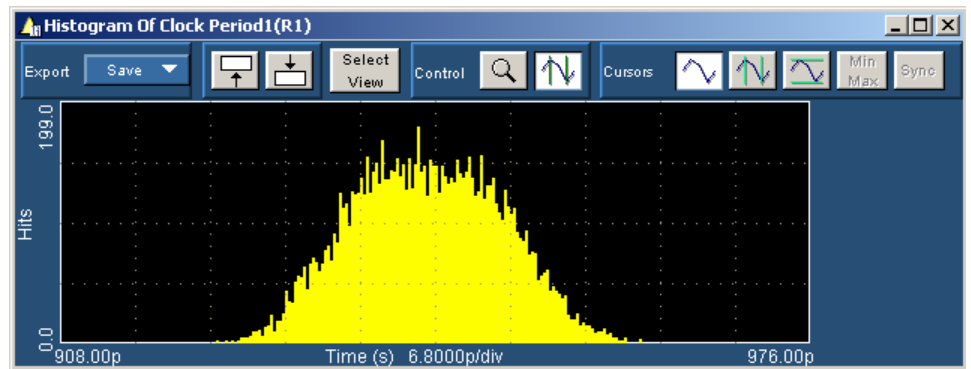 Histogram Of Clock Period1(R1)
Export Save Select View Control Cursors Min Max Sync
199.0
Hits
0.0
908.00p Time (s) 6.8000p/div 976.00p